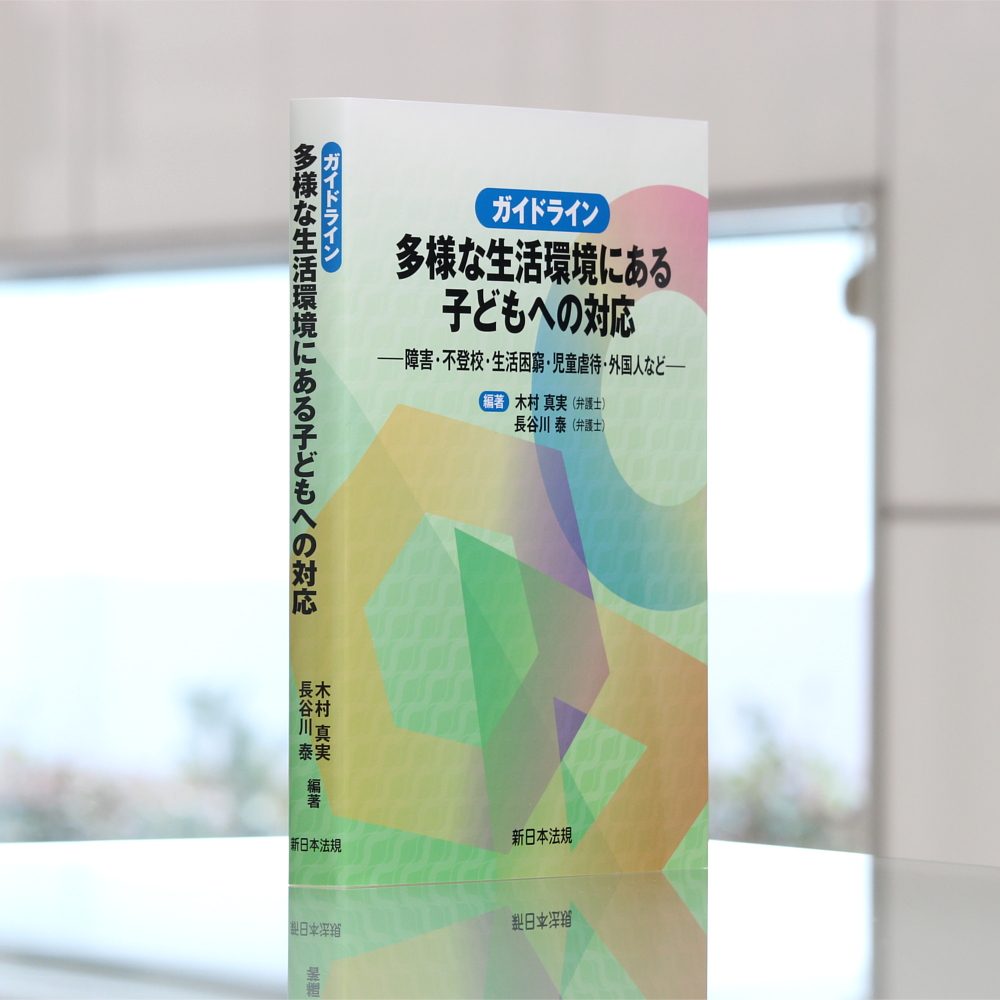 ガイドライン
多様な生活環境にある子どもへの対応
木村 真実
長谷川 泰
編著
新日本法規
ガイドライン
多様な生活環境にある
子どもへの対応
―障害・不登校・生活困窮・児童虐待・外国人など―
編著 木村 真実(弁護士)
長谷川 泰(弁護士)
新日本法規